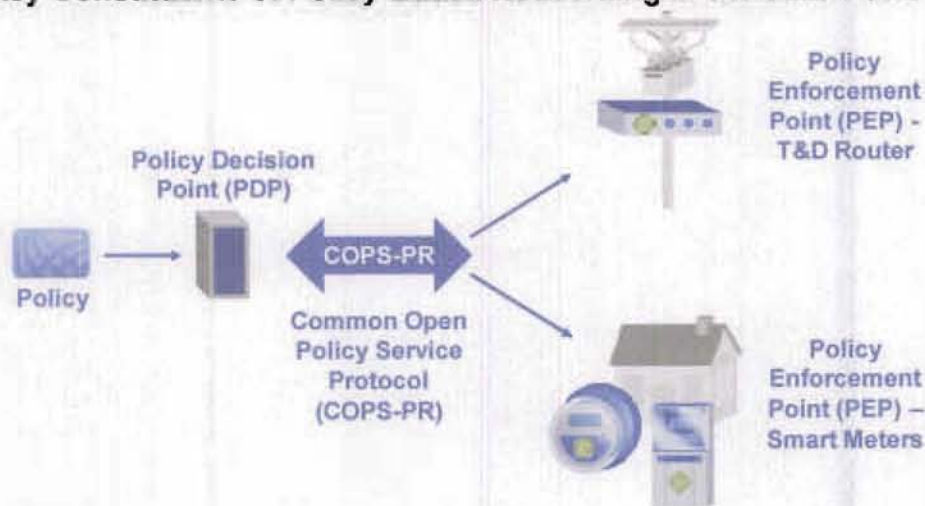 Policy
Policy Decision
Point (PDP)
COPS-PR
Common Open
Policy Service
Protocol
(COPS-PR)
Policy
Enforcement
Point (PEP) -
T&D Router
Policy
Enforcement
Point (PEP) –
Smart Meters